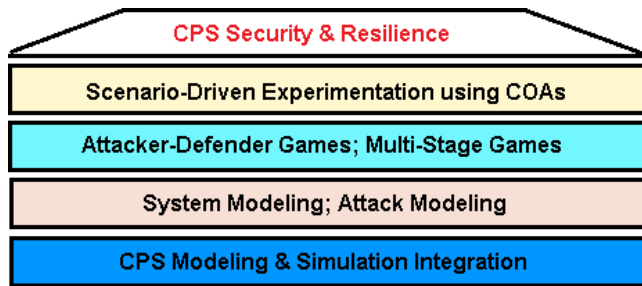 CPS Security & Resilience
Scenario-Driven Experimentation using COAs
Attacker-Defender Games; Multi-Stage Games
System Modeling; Attack Modeling
CPS Modeling & Simulation Integration